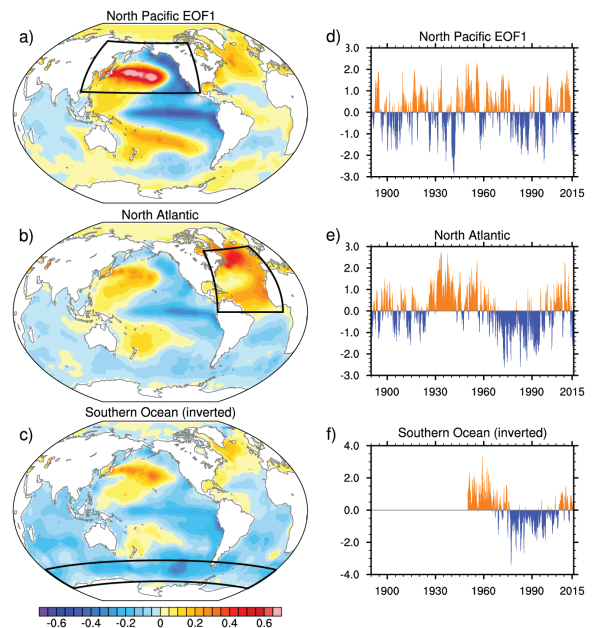 North Pacific EOF1
a)
North Atlantic
b)
Southern Ocean (inverted)
c)
-0.6 -0.4 -0.2 0 0.2 0.4 0.6
North Pacific EOF1
d)
3.0
2.0
1.0
0.0
-1.0
-2.0
-3.0
1900 1930 1960 1990 2015
North Atlantic
e)
3.0
2.0
1.0
0.0
-1.0
-2.0
-3.0
1900 1930 1960 1990 2015
Southern Ocean (inverted)
f)
4.0
2.0
0.0
-2.0
-4.0
1900 1930 1960 1990 2015